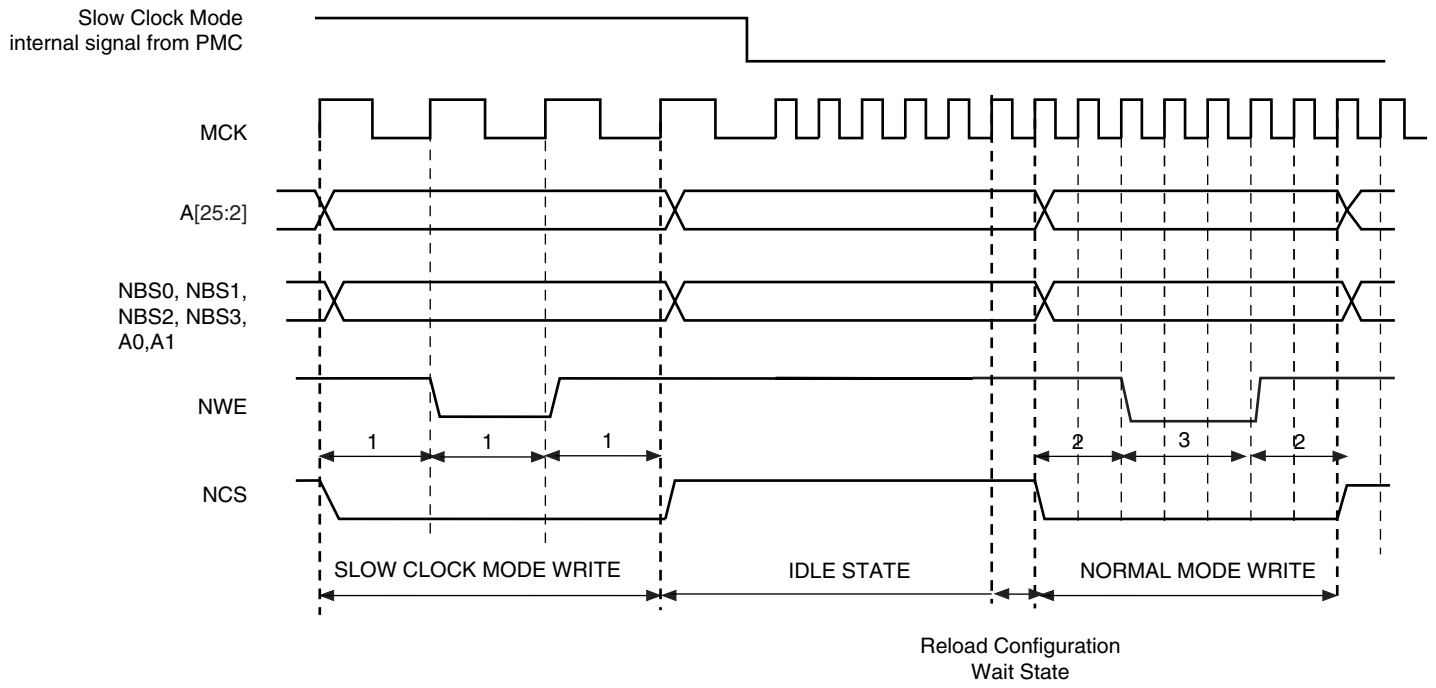 Slow Clock Mode
internal signal from PMC
MCK
A[25:2]
NBS0, NBS1,
NBS2, NBS3,
A0,A1
NWE
1 1 1 2 3 2
NCS
SLOW CLOCK MODE WRITE IDLE STATE NORMAL MODE WRITE
Reload Configuration
Wait State